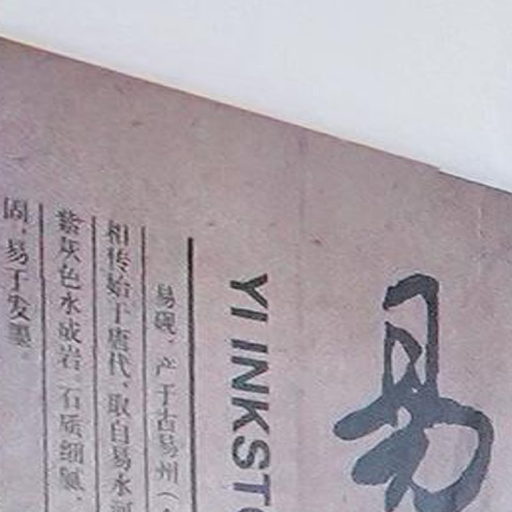 易
YI INKST
易砚，产于古易州（
相传始于唐代，取自易水河
紫灰色水成岩，石质细腻，
固，易于发墨。